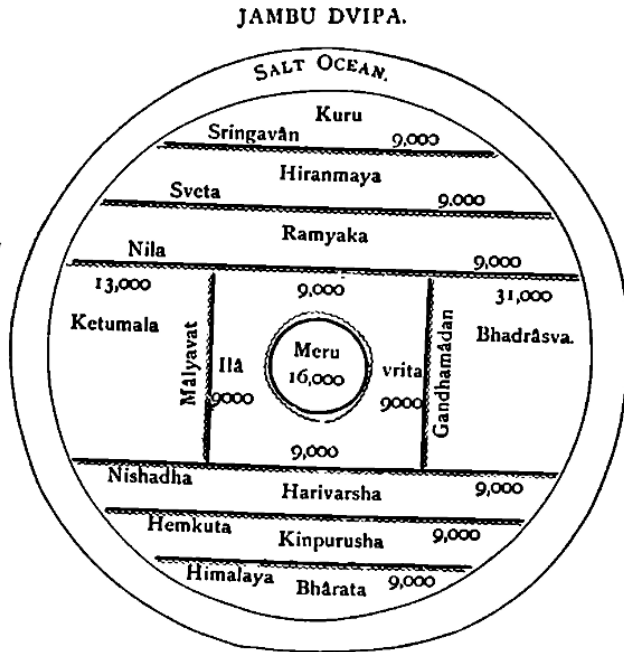 JAMBU DVIPA.
SALT OCEAN.
Kuru
Sringavân 9,000
Hiranmaya
Sveta 9.000
Ramyaka
Nila 9,000
13,000 9,000 31,000
Ketumala Bhadrâsva.
Mâlyavat
Ilâ
Meru
16,000
vrita
Gandhamâdan
9000 9000
9,000
Nishadha Harivarsha 9,000
Hemkuta Kinpurusha 9,000
Himalaya Bhârata 9,000